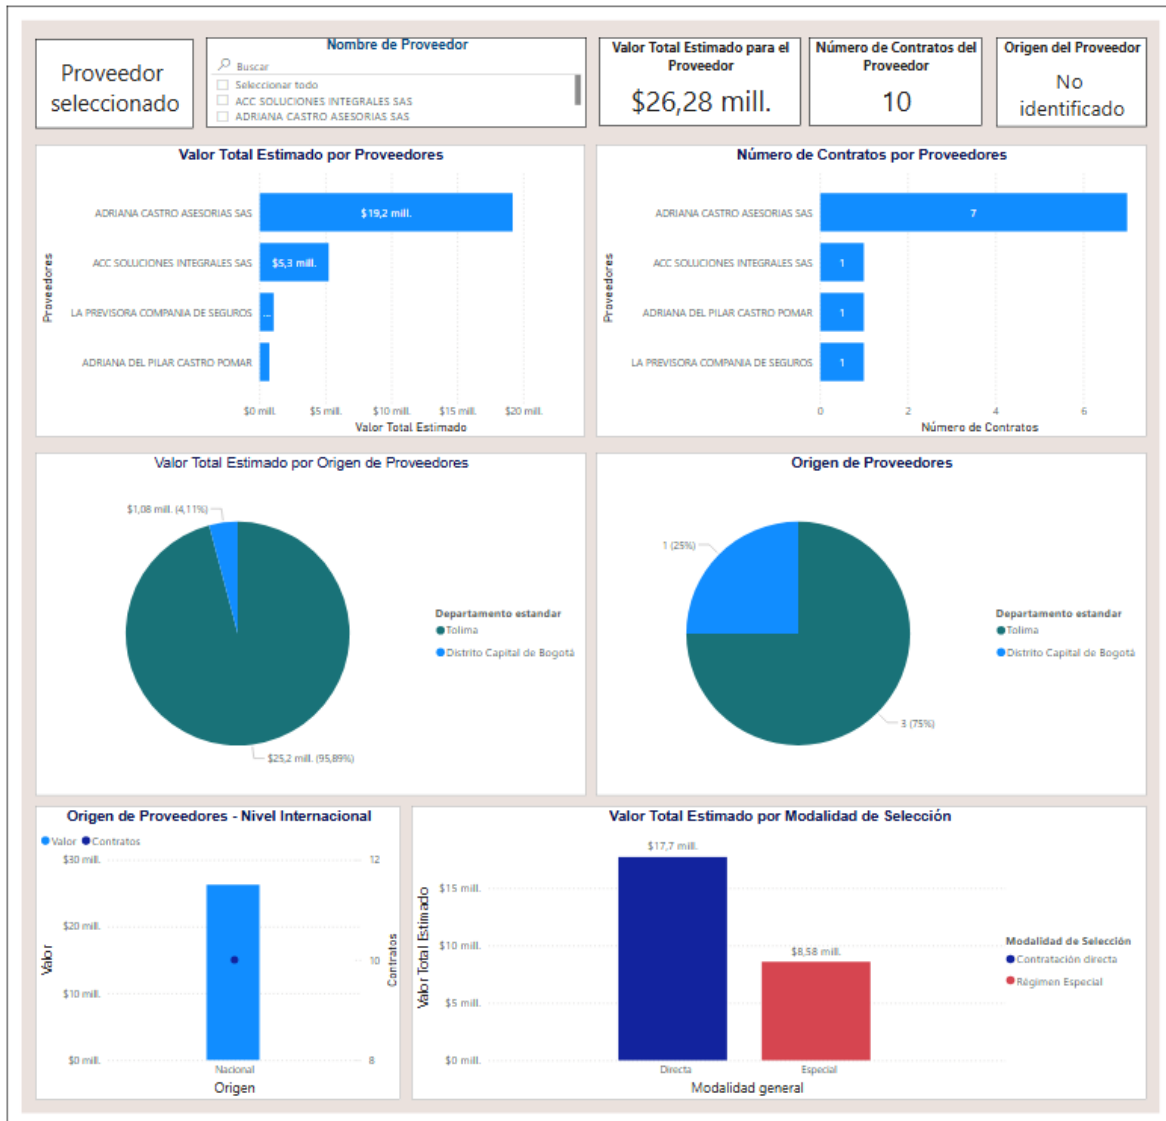 Proveedor
seleccionado
Nombre de Proveedor
Buscar
Seleccionar todo
ACC SOLUCIONES INTEGRALES SAS
ADRIANA CASTRO ASESORIAS SAS
Valor Total Estimado para el
Proveedor
$26,28 mill.
Número de Contratos del
Proveedor
10
Origen del Proveedor
No
identificado
Valor Total Estimado por Proveedores
Proveedores
ADRIANA CASTRO ASESORIAS SAS
$19,2 mill.
ACC SOLUCIONES INTEGRALES SAS
$5,3 mill.
LA PREVISORA COMPANIA DE SEGUROS
...
ADRIANA DEL PILAR CASTRO POMAR
$0 mill. $5 mill. $10 mill. $15 mill. $20 mill.
Valor Total Estimado
Número de Contratos por Proveedores
Proveedores
ADRIANA CASTRO ASESORIAS SAS
7
ACC SOLUCIONES INTEGRALES SAS
1
ADRIANA DEL PILAR CASTRO POMAR
1
LA PREVISORA COMPANIA DE SEGUROS
1
0 2 4 6
Número de Contratos
Valor Total Estimado por Origen de Proveedores
$1,08 mill. (4,11%)
$25,2 mill. (95,89%)
Departamento estandar
Tolima
Distrito Capital de Bogotá
Origen de Proveedores
1 (25%)
3 (75%)
Departamento estandar
Tolima
Distrito Capital de Bogotá
Origen de Proveedores - Nivel Internacional
Valor Contratos
$30 mill.
$20 mill.
$10 mill.
$0 mill.
Valor
12
10
8
Contratos
Nacional
Origen
Valor Total Estimado por Modalidad de Selección
Valor Total Estimado
$15 mill.
$10 mill.
$5 mill.
$0 mill.
$17,7 mill.
$8,58 mill.
Directa Especial
Modalidad general
Modalidad de Selección
Contratación directa
Régimen Especial